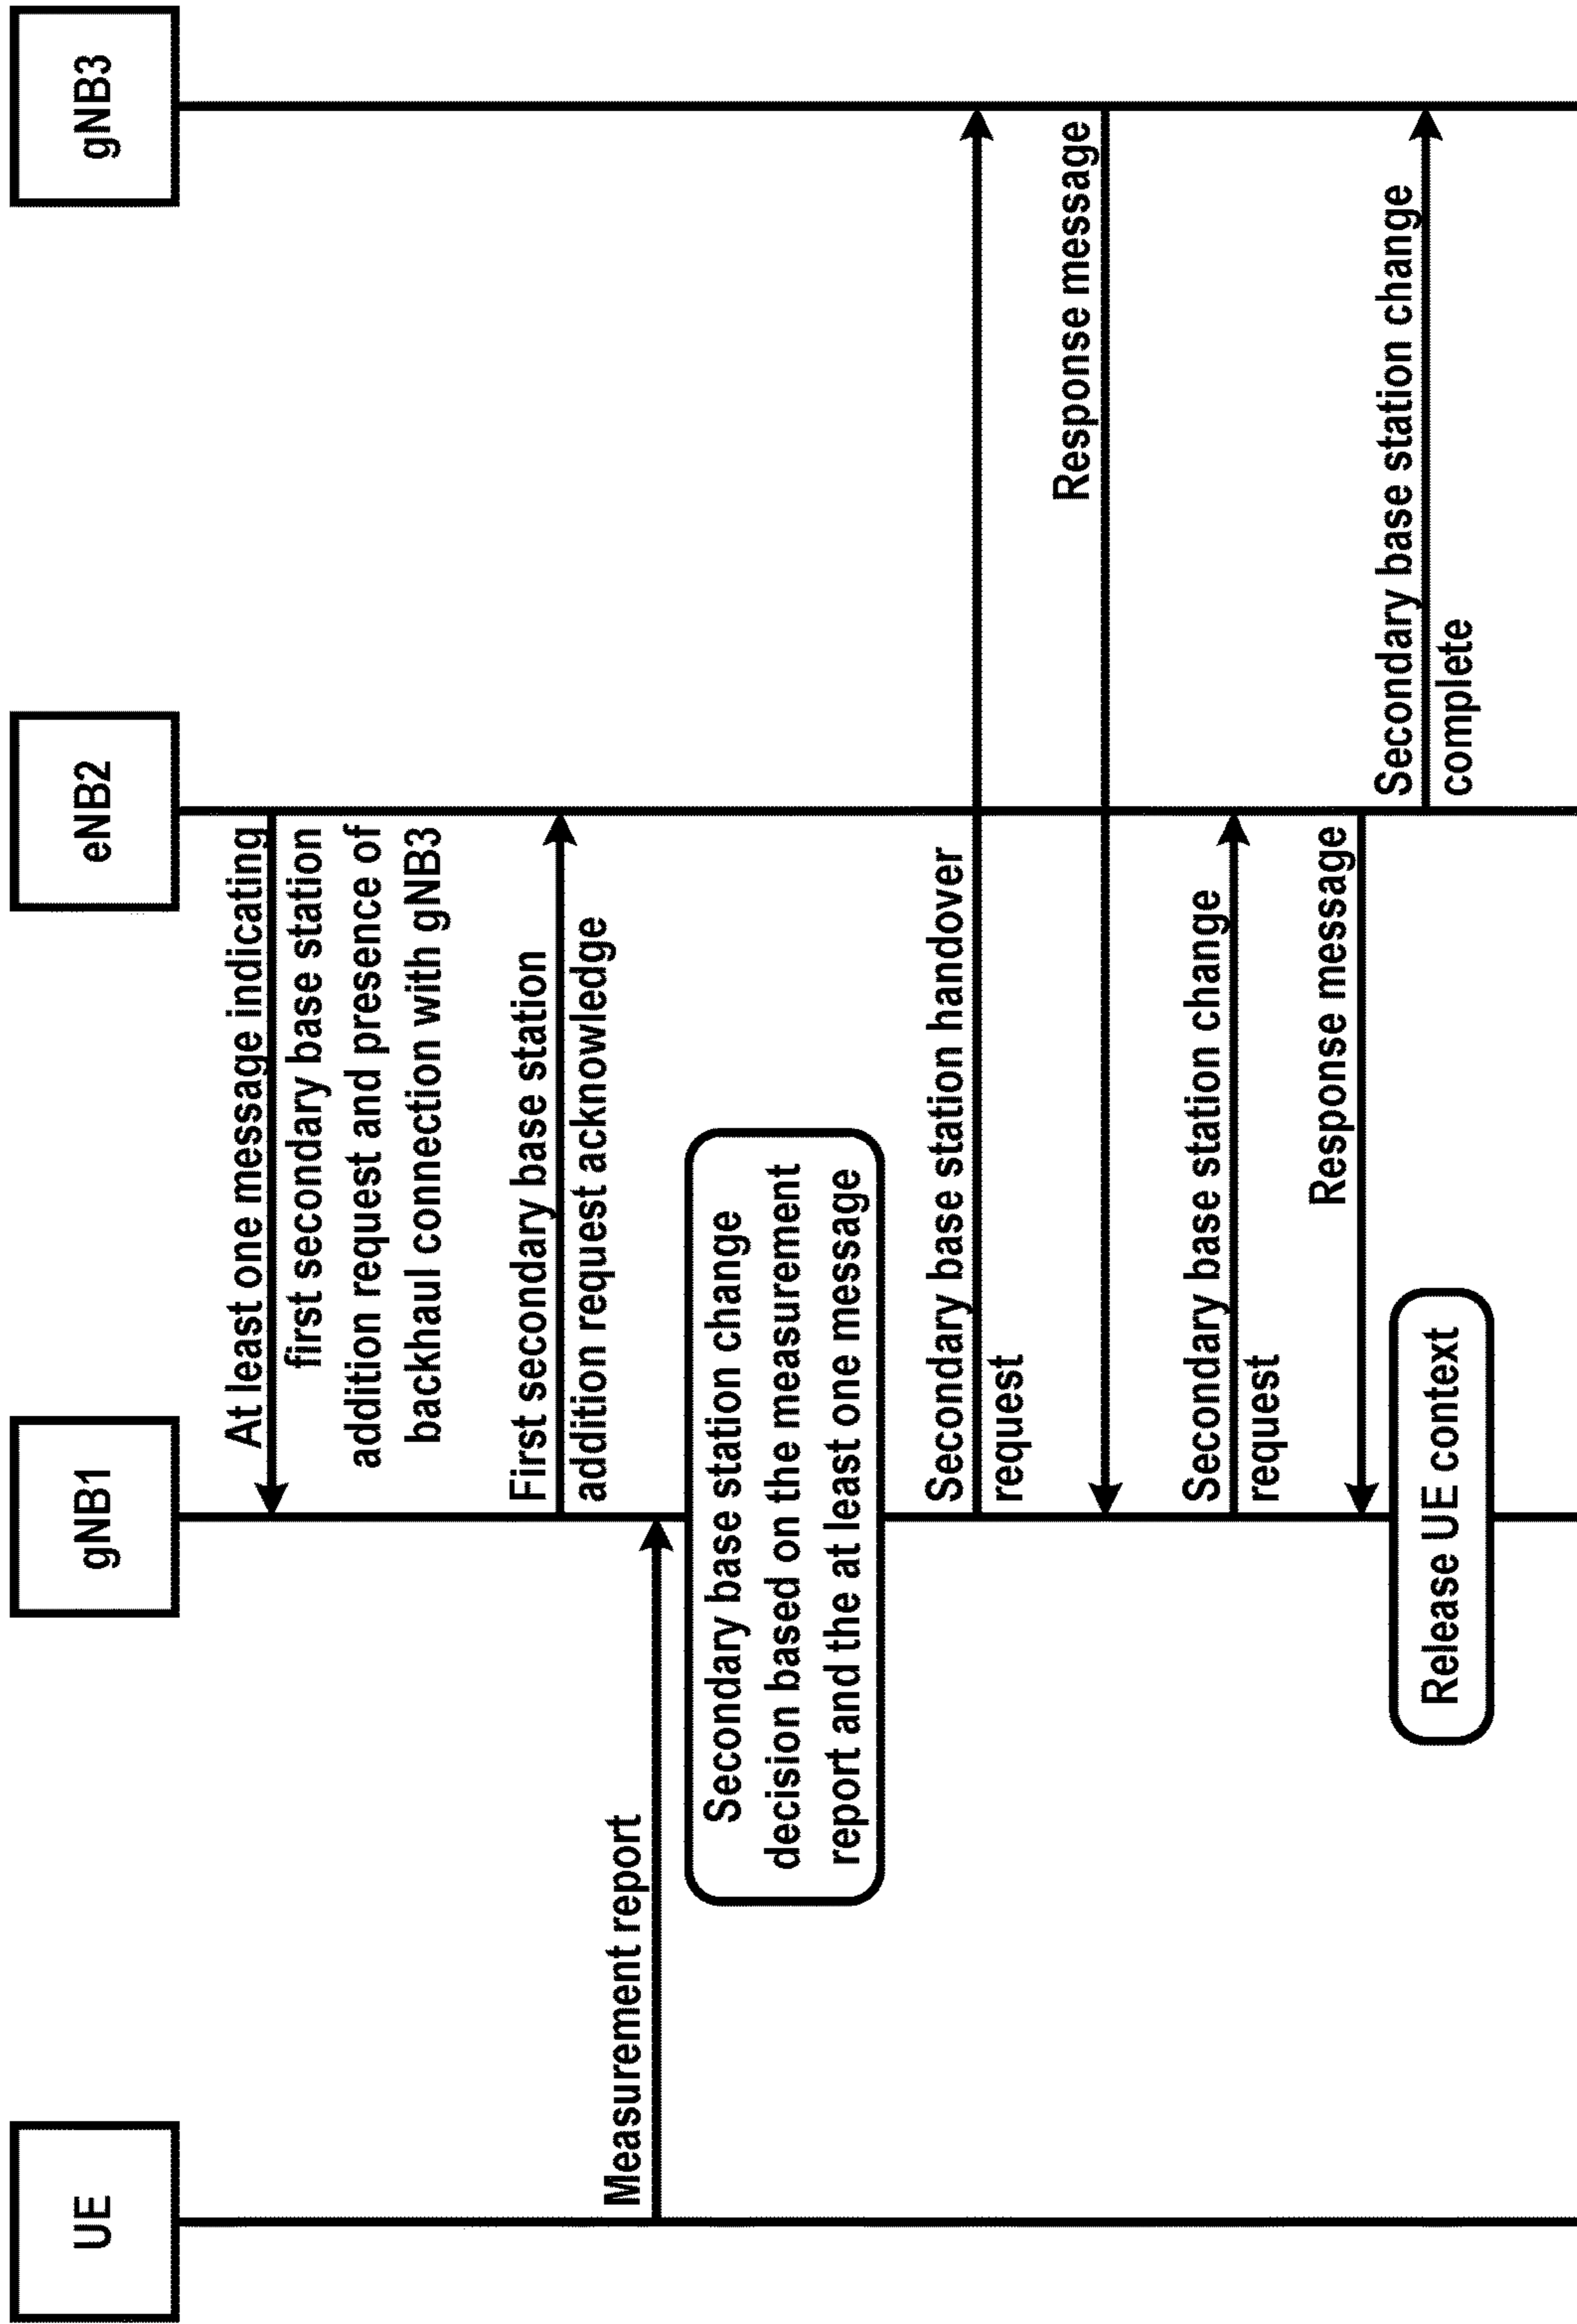 UE
gNB1
eNB2
gNB3
At least one message indicating
first secondary base station
addition request and presence of
backhaul connection with gNB3
First secondary base station
addition request acknowledge
Measurement report
Secondary base station change
decision based on the measurement
report and the at least one message
Secondary base station handover
request
Response message
Secondary base station change
request
Response message
Release UE context
Secondary base station change
complete